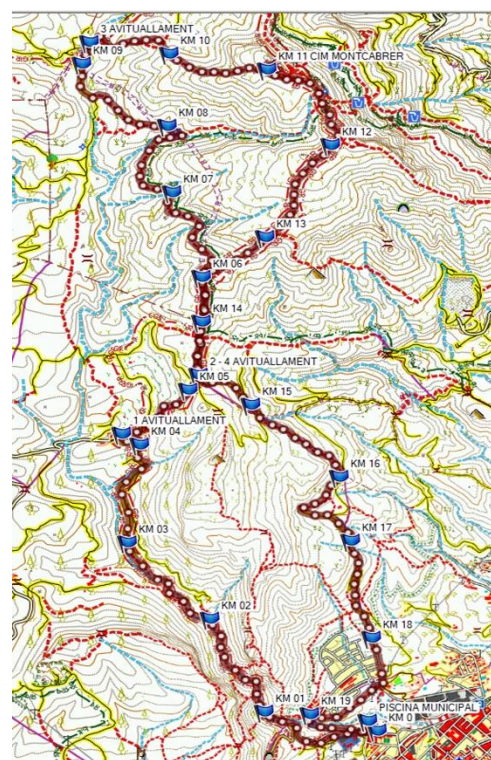 3 AVITUALLAMENT
KM 09
KM 10
KM 11 CIM MONTCABRER
KM 08
KM 12
KM 07
KM 13
KM 06
KM 14
2 - 4 AVITUALLAMENT
KM 05
KM 15
1 AVITUALLAMENT
KM 04
KM 16
KM 03
KM 17
KM 02
KM 18
KM 01
KM 19
PISCINA MUNICIPAL
KM 0